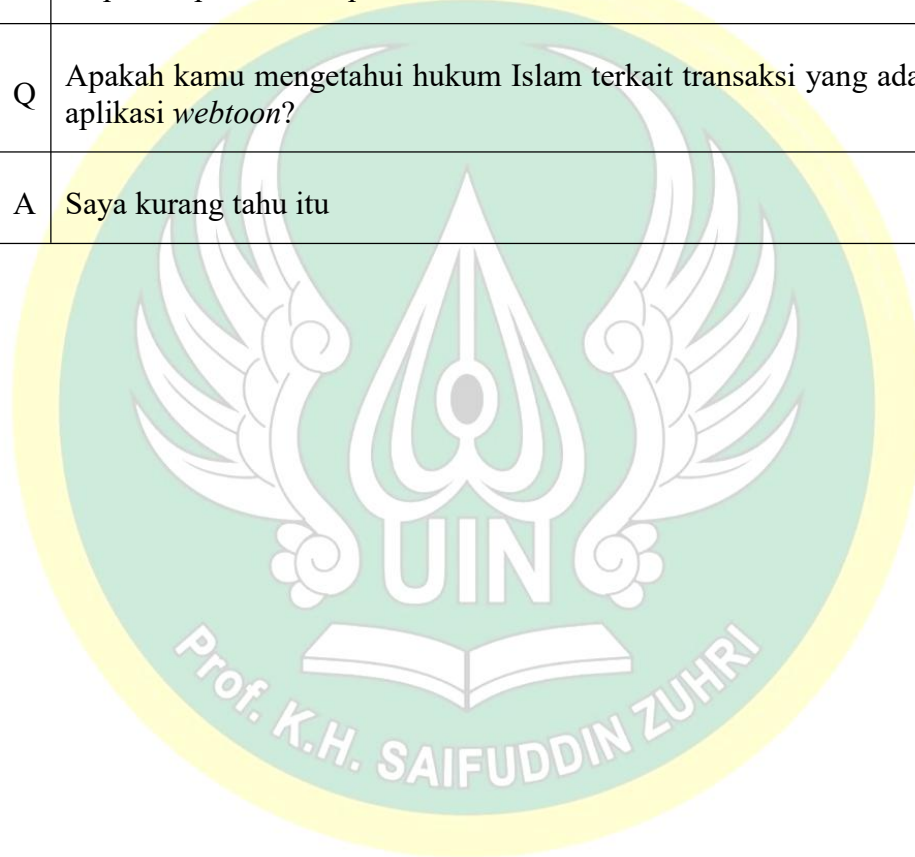 Q
Apakah kamu mengetahui hukum Islam terkait transaksi yang ada
aplikasi webtoon?
A
Saya kurang tahu itu
UIN
Prof. K.H. SAIFUDDIN ZUHRI